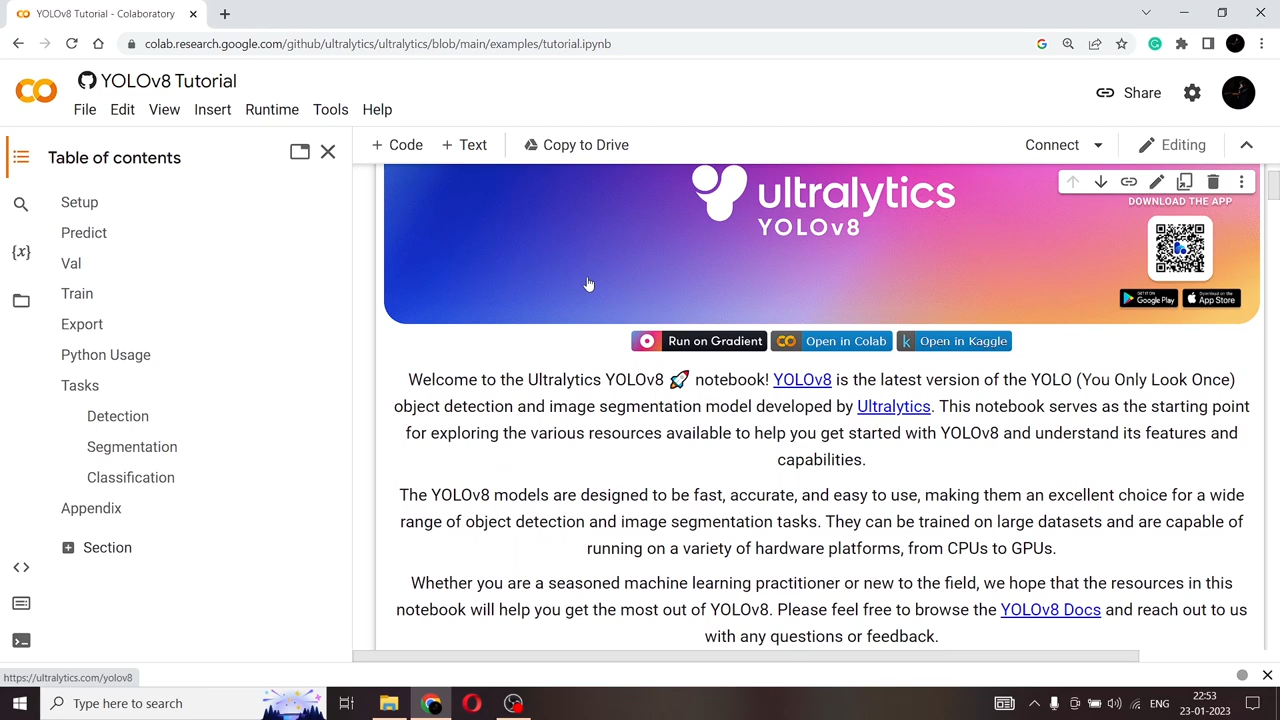 YOLOv8 Tutorial - Colaboratory
colab.research.google.com/github/ultralytics/ultralytics/blob/main/examples/tutorial.ipynb
YOLOv8 Tutorial
File Edit View Insert Runtime Tools Help
Share
Table of contents
+ Code + Text Copy to Drive
Connect Editing
Setup
Predict
Val
Train
Export
Python Usage
Tasks
Detection
Segmentation
Classification
Appendix
Section
ultralytics
YOLOv8
DOWNLOAD THE APP
GET IT ON Google Play
Download on the App Store
Run on Gradient
Open in Colab
Open in Kaggle
Welcome to the Ultralytics YOLOv8 🚀 notebook! YOLOv8 is the latest version of the YOLO (You Only Look Once)
object detection and image segmentation model developed by Ultralytics. This notebook serves as the starting point
for exploring the various resources available to help you get started with YOLOv8 and understand its features and
capabilities.
The YOLOv8 models are designed to be fast, accurate, and easy to use, making them an excellent choice for a wide
range of object detection and image segmentation tasks. They can be trained on large datasets and are capable of
running on a variety of hardware platforms, from CPUs to GPUs.
Whether you are a seasoned machine learning practitioner or new to the field, we hope that the resources in this
notebook will help you get the most out of YOLOv8. Please feel free to browse the YOLOv8 Docs and reach out to us
with any questions or feedback.
https://ultralytics.com/yolov8
Type here to search
ENG
22:53
23-01-2023